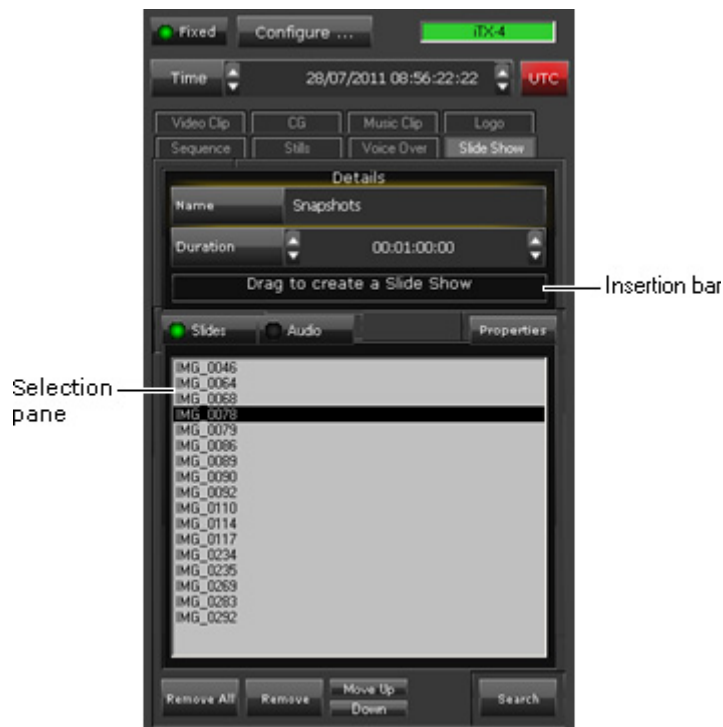 Fixed Configure ... iTX-4
Time 28/07/2011 08:56:22:22 UTC
Video Clip CG Music Clip Logo
Sequence Stills Voice Over Slide Show
Details
Name Snapshots
Duration 00:01:00:00
Drag to create a Slide Show
Insertion bar
Slides Audio Properties
Selection pane
IMG_0046
IMG_0064
IMG_0068
IMG_0078
IMG_0079
IMG_0086
IMG_0089
IMG_0090
IMG_0092
IMG_0110
IMG_0114
IMG_0117
IMG_0234
IMG_0235
IMG_0269
IMG_0283
IMG_0292
Remove All Remove Move Up Search
Down